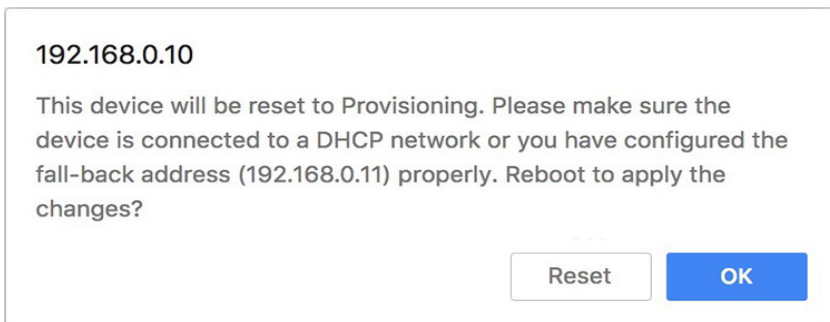 192.168.0.10
This device will be reset to Provisioning. Please make sure the
device is connected to a DHCP network or you have configured the
fall-back address (192.168.0.11) properly. Reboot to apply the
changes?
Reset
OK